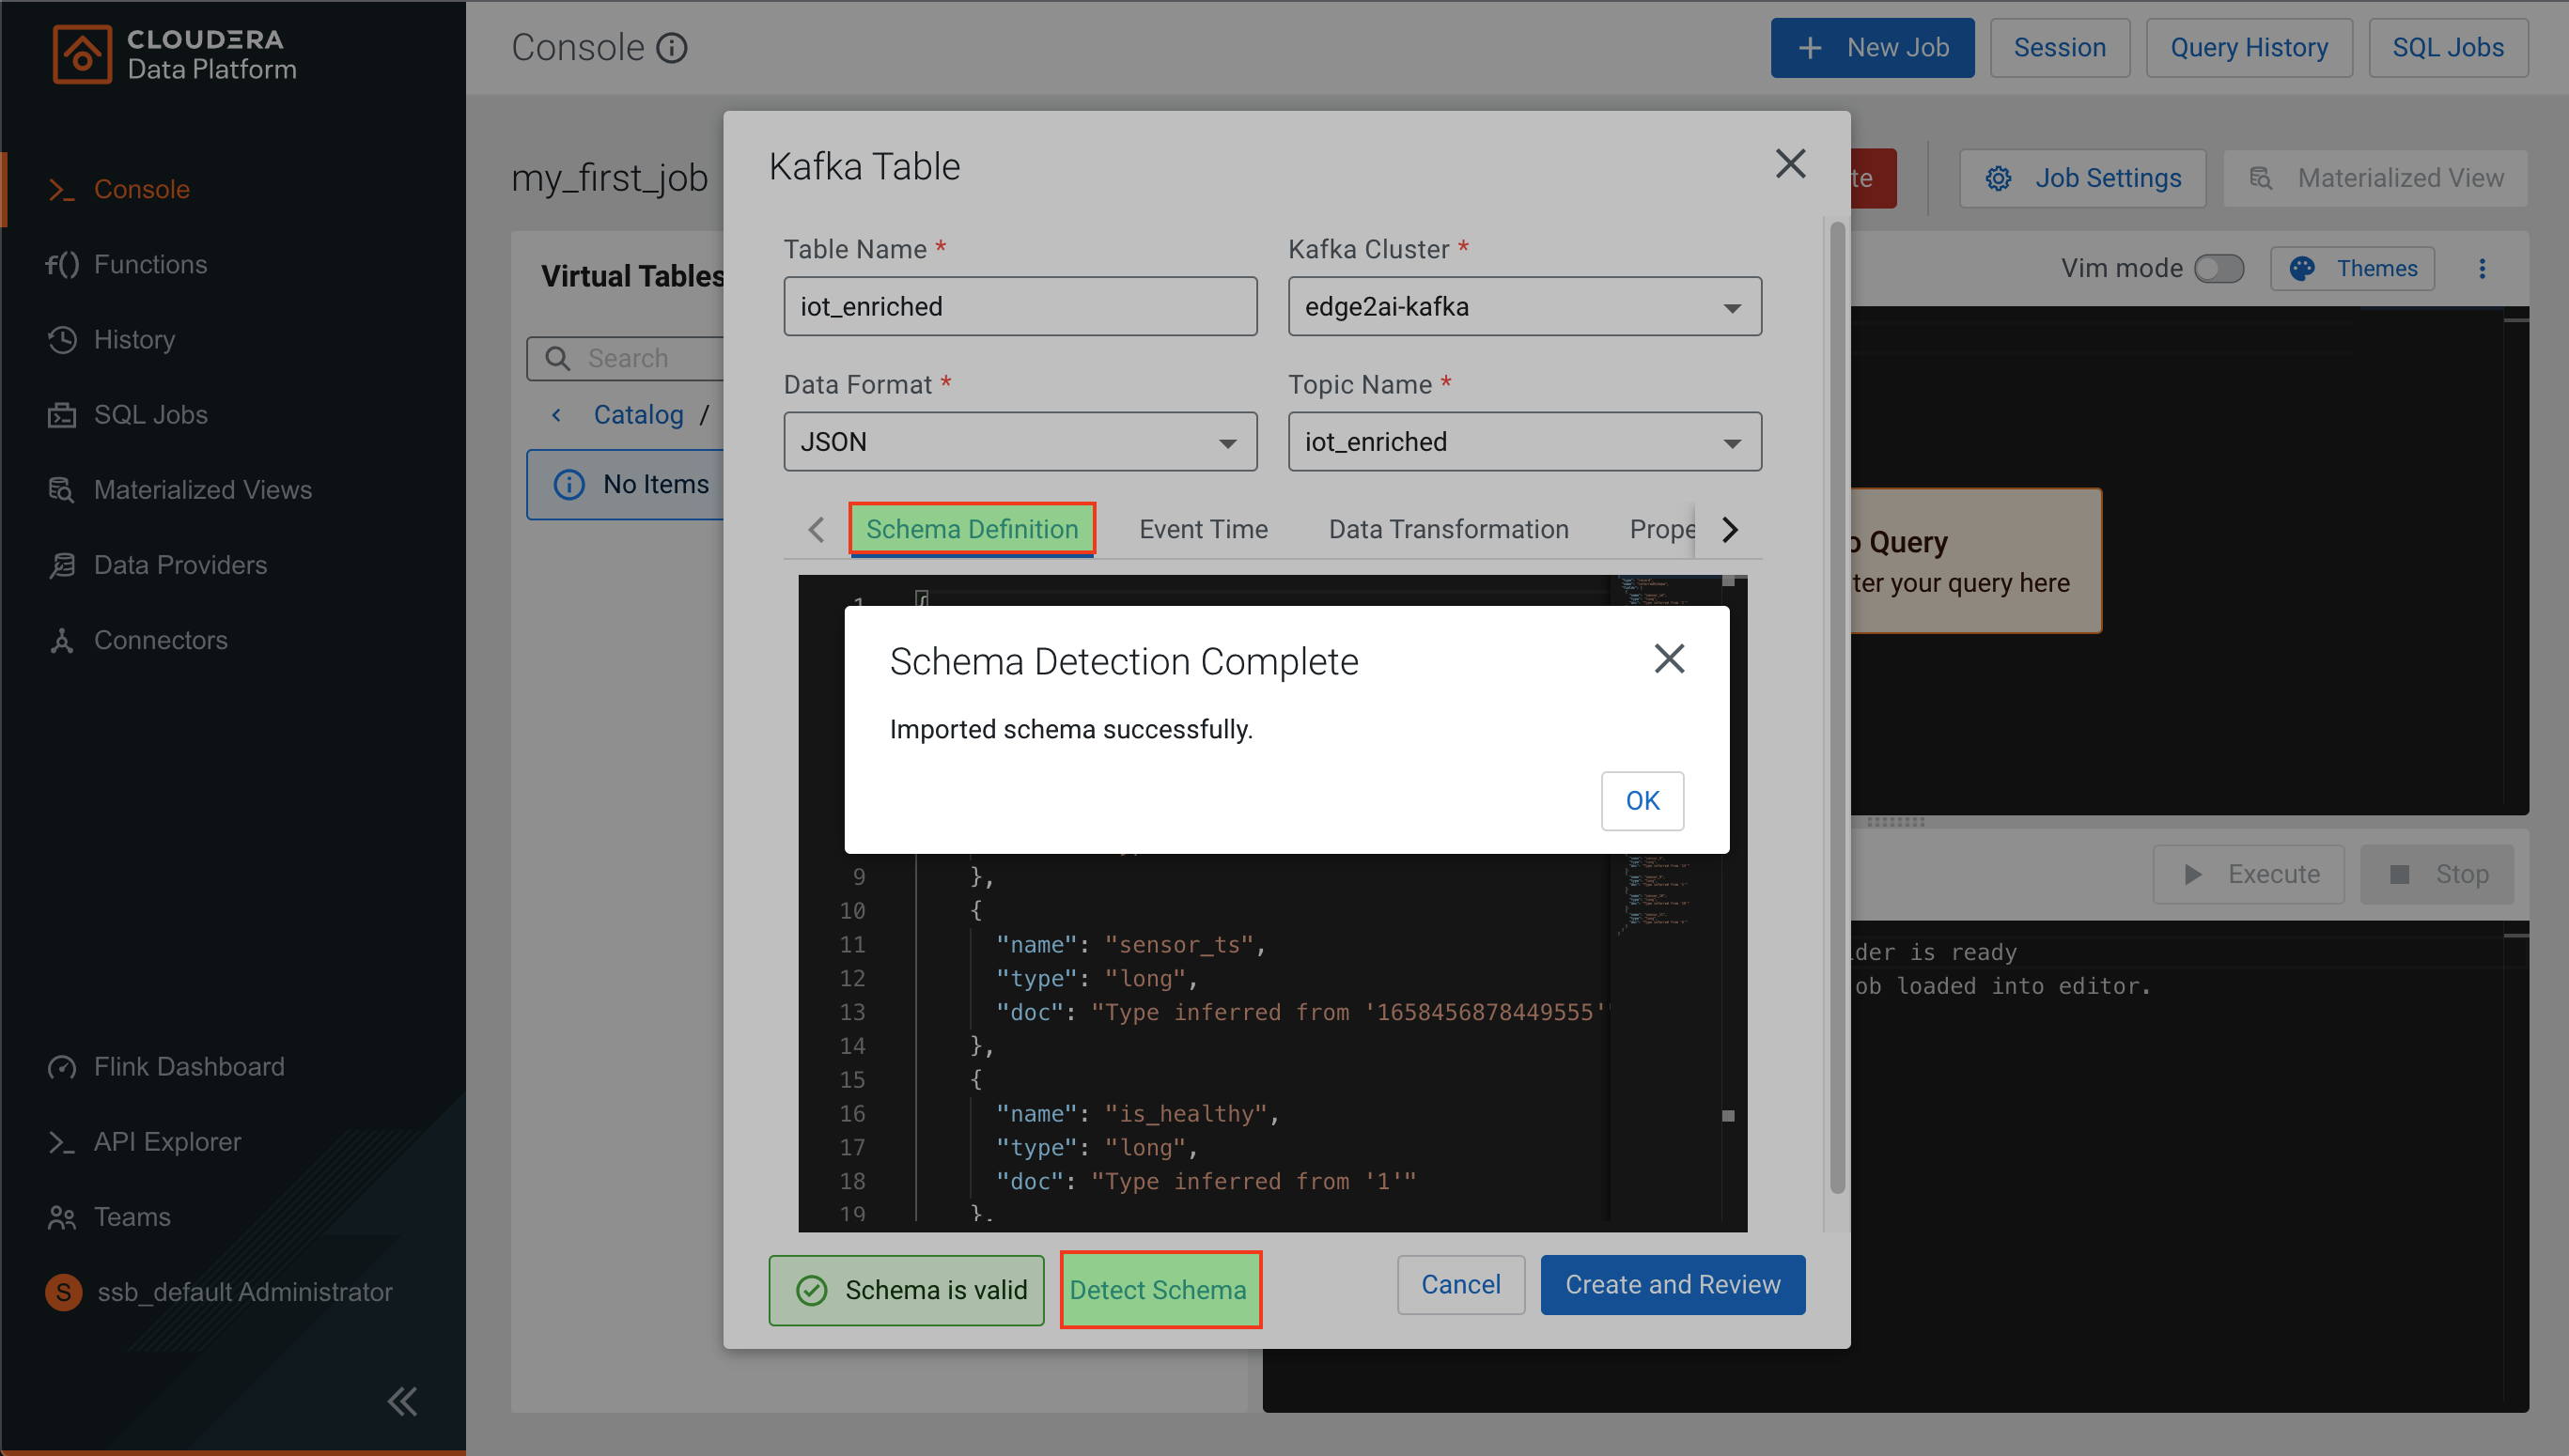 CLOUDERA
Data Platform
Console
Functions
History
SQL Jobs
Materialized Views
Data Providers
Connectors
Flink Dashboard
API Explorer
Teams
S ssb_default Administrator
Console
New Job
Session
Query History
SQL Jobs
my_first_job
te
Job Settings
Materialized View
Virtual Tables
Search
Catalog /
No Items
Vim mode
Themes
o Query
ter your query here
Execute
Stop
der is ready
ob loaded into editor.
Kafka Table
Table Name *
Kafka Cluster *
iot_enriched
edge2ai-kafka
Data Format *
Topic Name *
JSON
iot_enriched
Schema Definition
Event Time
Data Transformation
Prope
1 {
Schema Detection Complete
Imported schema successfully.
OK
9 },
10 {
11 "name": "sensor_ts",
12 "type": "long",
13 "doc": "Type inferred from '1658456878449555'"
14 },
15 {
16 "name": "is_healthy",
17 "type": "long",
18 "doc": "Type inferred from '1'"
19 },
Schema is valid
Detect Schema
Cancel
Create and Review